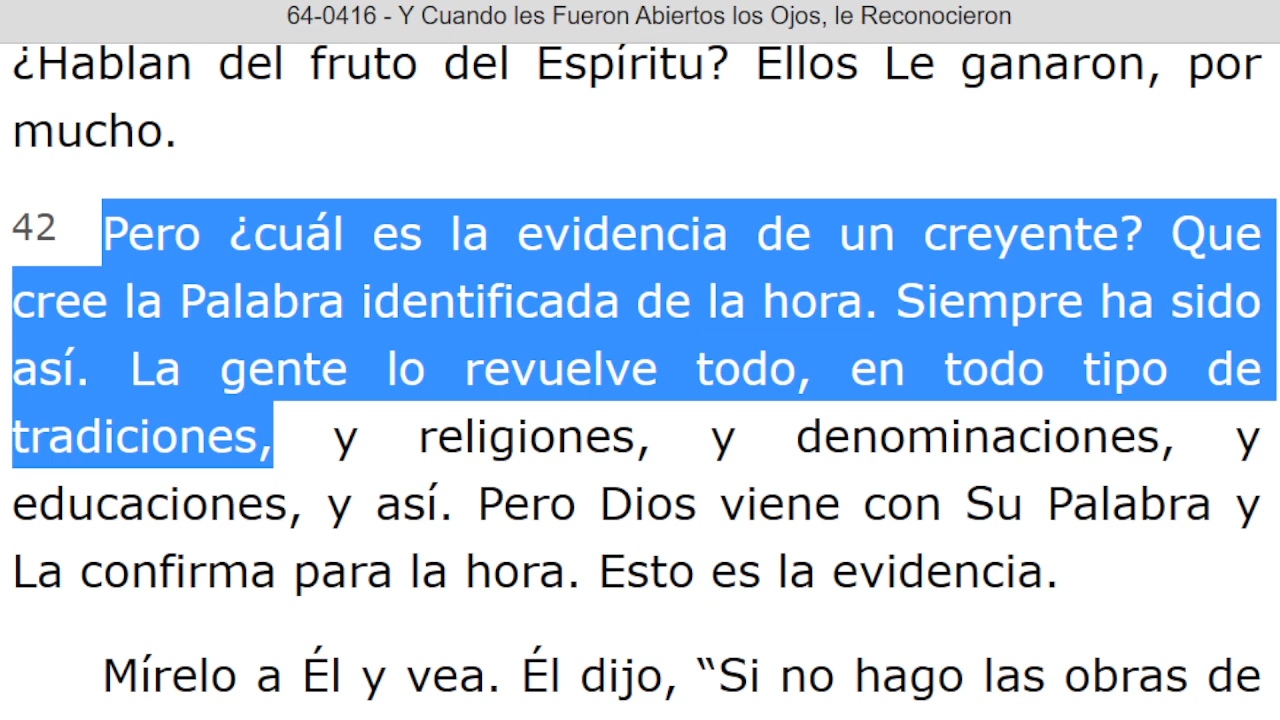 64-0416 - Y Cuando les Fueron Abiertos los Ojos, le Reconocieron
¿Hablan del fruto del Espíritu? Ellos Le ganaron, por
mucho.
42 Pero ¿cuál es la evidencia de un creyente? Que
cree la Palabra identificada de la hora. Siempre ha sido
así. La gente lo revuelve todo, en todo tipo de
tradiciones, y religiones, y denominaciones, y
educaciones, y así. Pero Dios viene con Su Palabra y
La confirma para la hora. Esto es la evidencia.
Mírelo a Él y vea. Él dijo, “Si no hago las obras de